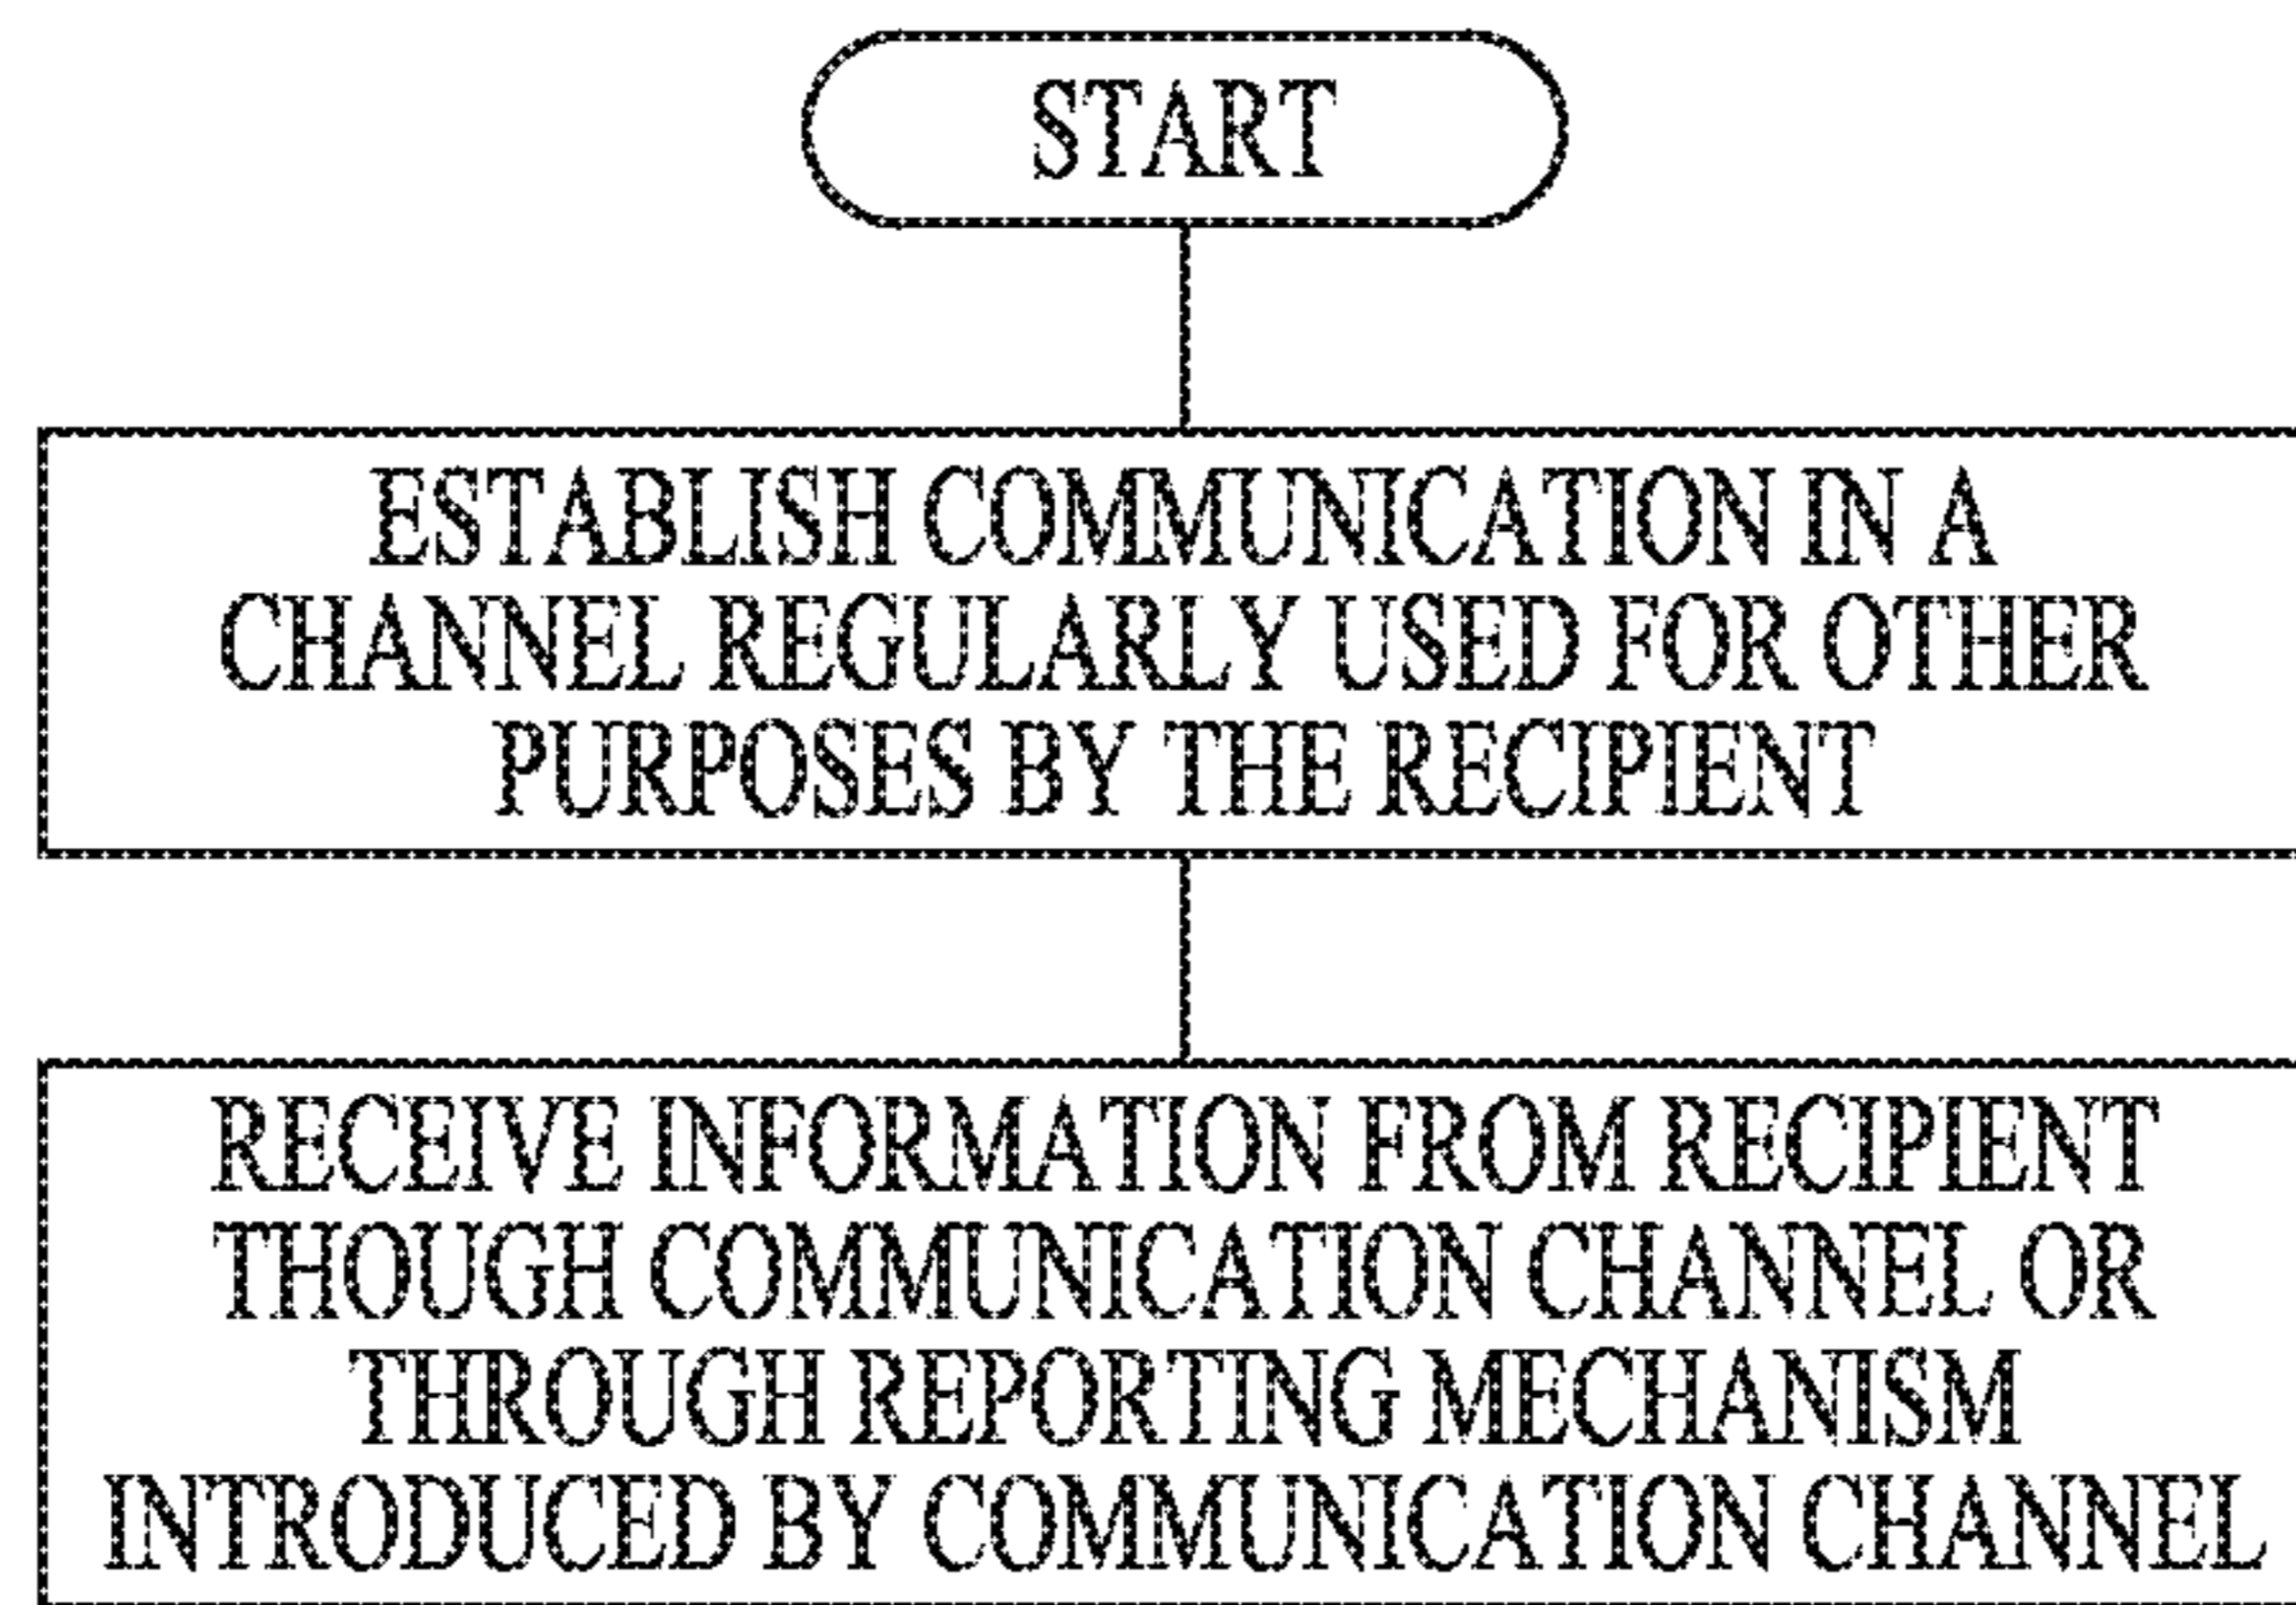 START
ESTABLISH COMMUNICATION IN A
CHANNEL REGULARLY USED FOR OTHER
PURPOSES BY THE RECIPIENT
RECEIVE INFORMATION FROM RECIPIENT
THOUGH COMMUNICATION CHANNEL OR
THROUGH REPORTING MECHANISM
INTRODUCED BY COMMUNICATION CHANNEL